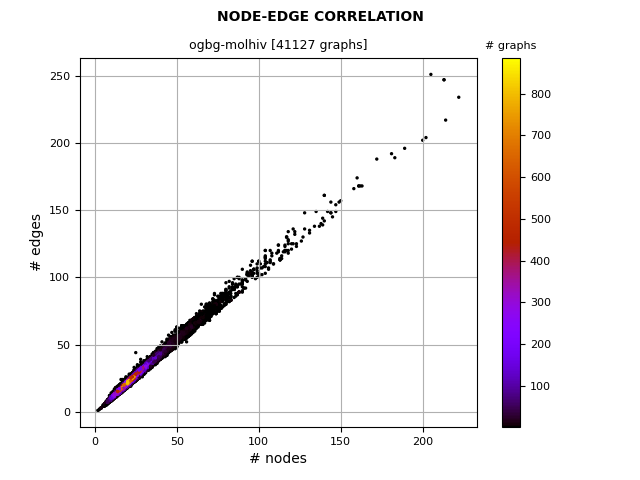 NODE-EDGE CORRELATION
ogbg-molhiv [41127 graphs]
# graphs
# edges
250
200
150
100
50
0
0 50 100 150 200
# nodes
800
700
600
500
400
300
200
100